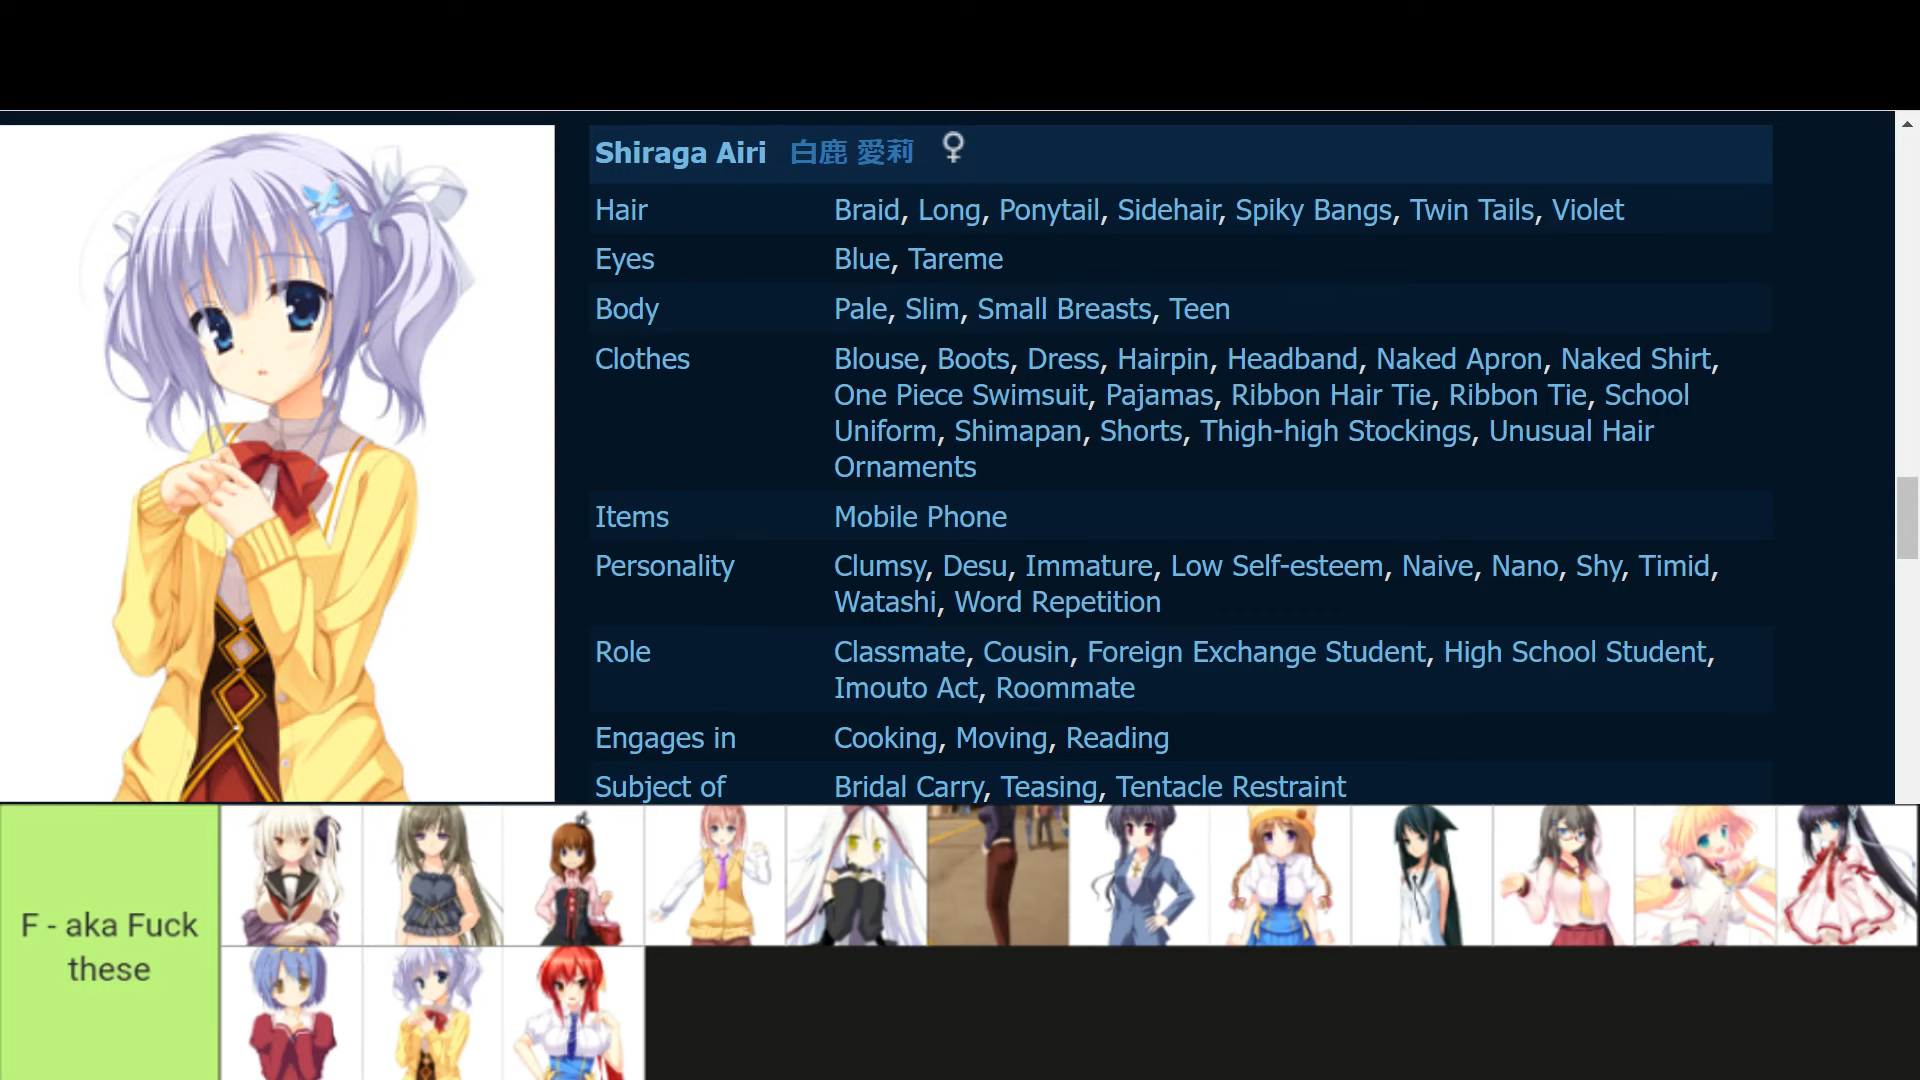 Shiraga Airi 白鹿 愛莉 ♀
Hair Braid, Long, Ponytail, Sidehair, Spiky Bangs, Twin Tails, Violet
Eyes Blue, Tareme
Body Pale, Slim, Small Breasts, Teen
Clothes Blouse, Boots, Dress, Hairpin, Headband, Naked Apron, Naked Shirt,
One Piece Swimsuit, Pajamas, Ribbon Hair Tie, Ribbon Tie, School
Uniform, Shimapan, Shorts, Thigh-high Stockings, Unusual Hair
Ornaments
Items Mobile Phone
Personality Clumsy, Desu, Immature, Low Self-esteem, Naive, Nano, Shy, Timid,
Watashi, Word Repetition
Role Classmate, Cousin, Foreign Exchange Student, High School Student,
Imouto Act, Roommate
Engages in Cooking, Moving, Reading
Subject of Bridal Carry, Teasing, Tentacle Restraint
F - aka Fuck
these